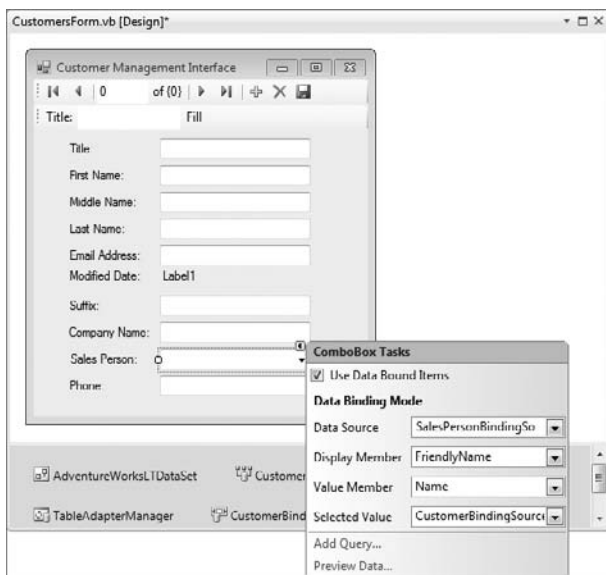 CustomersForm.vb [Design]*
Customer Management Interface
0 of {0}
Title: Fill
Title
First Name:
Middle Name:
Last Name:
Email Address:
Modified Date: Label1
Suffix:
Company Name:
Sales Person:
Phone
ComboBox Tasks
Use Data Bound Items
Data Binding Mode
Data Source SalesPersonBindingSo
Display Member FriendlyName
Value Member Name
Selected Value CustomerBindingSource
Add Query...
Preview Data...
AdventureWorksLTDataSet Customer
TableAdapterManager CustomerBind